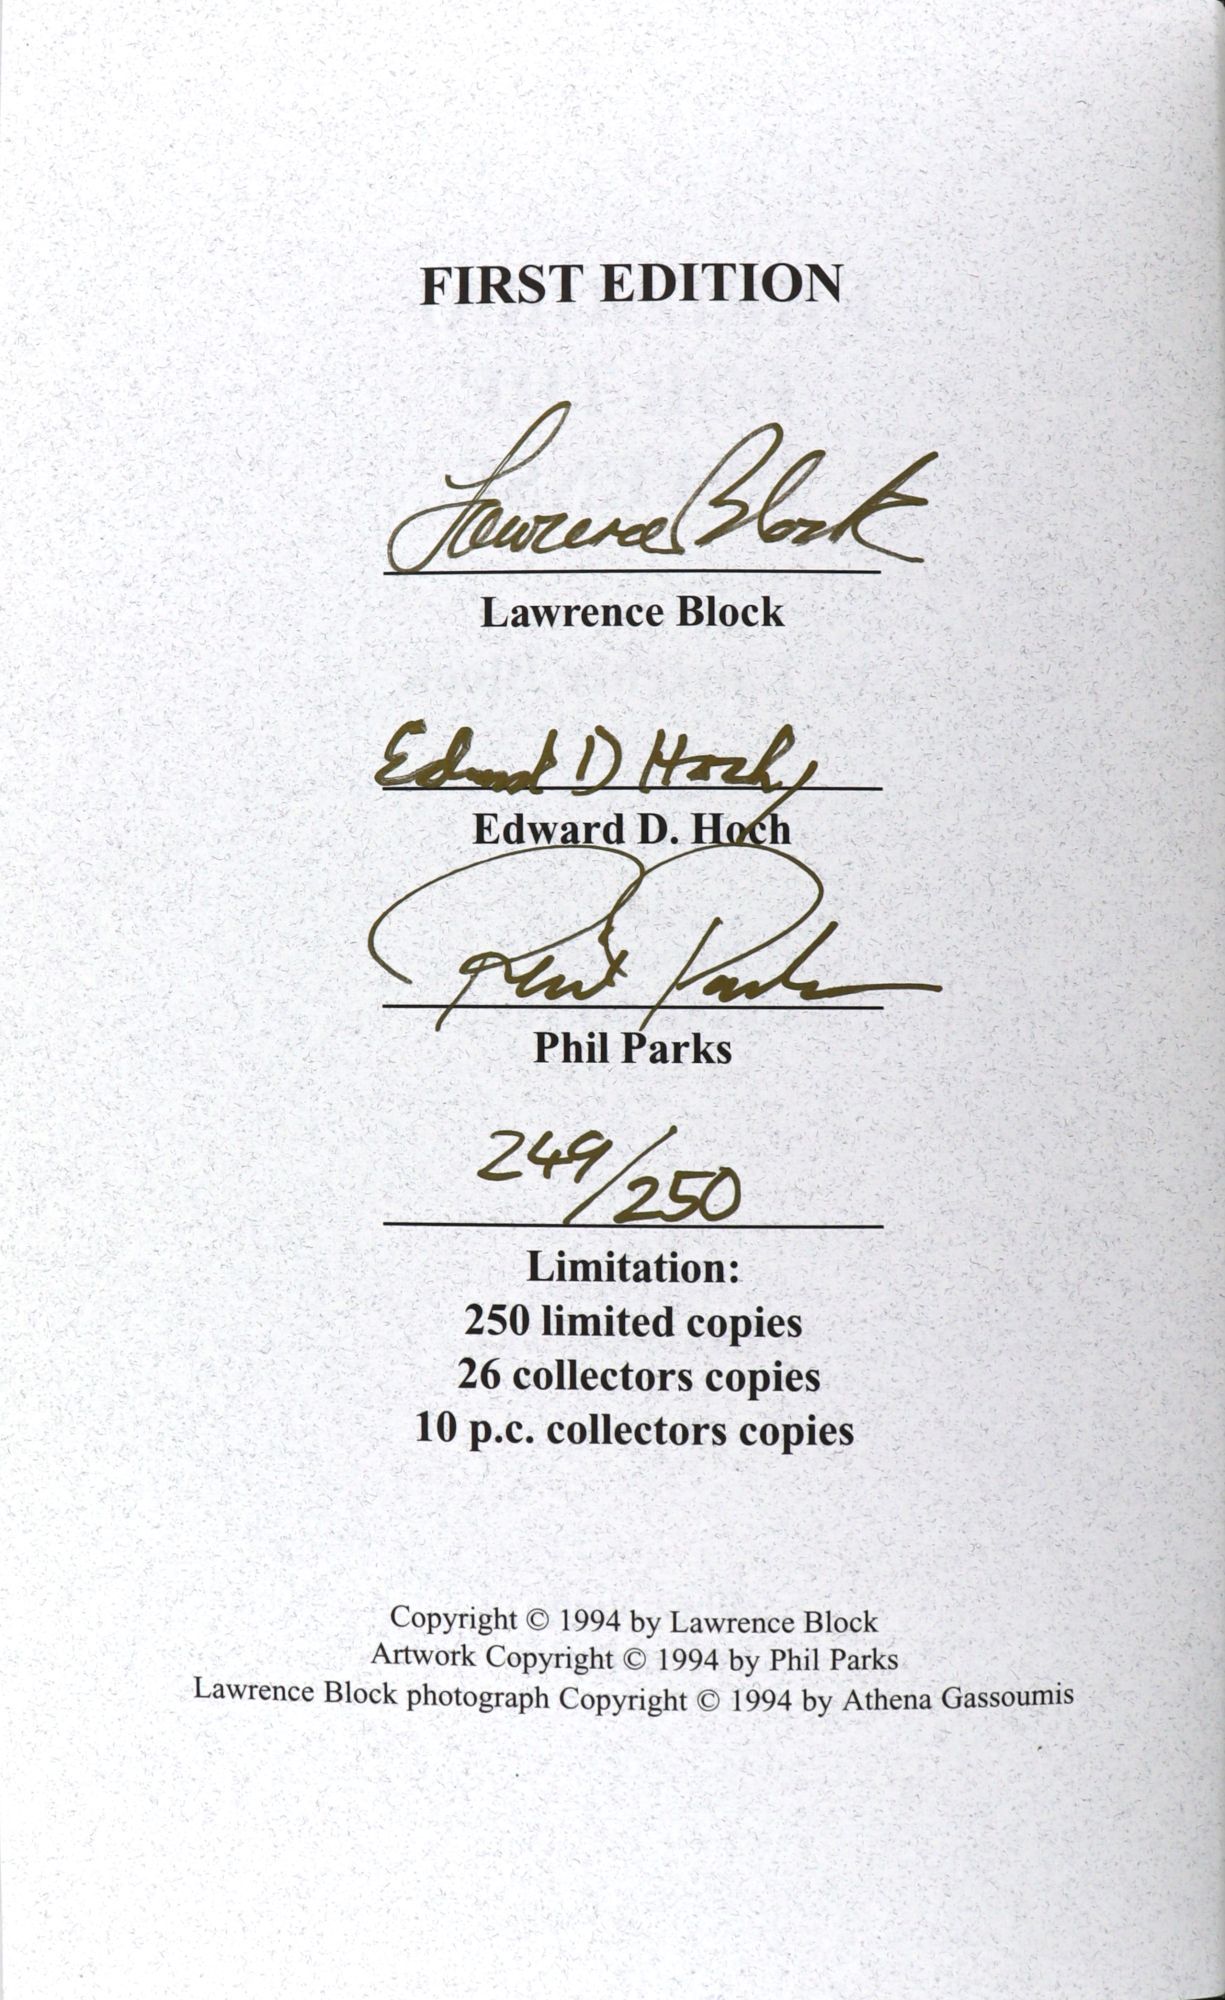 FIRST EDITION
Lawrence Block
Lawrence Block
Edward D Hoch
Edward D. Hoch
Phil Parks
Phil Parks
249/250
Limitation:
250 limited copies
26 collectors copies
10 p.c. collectors copies
Copyright © 1994 by Lawrence Block
Artwork Copyright © 1994 by Phil Parks
Lawrence Block photograph Copyright © 1994 by Athena Gassoumis